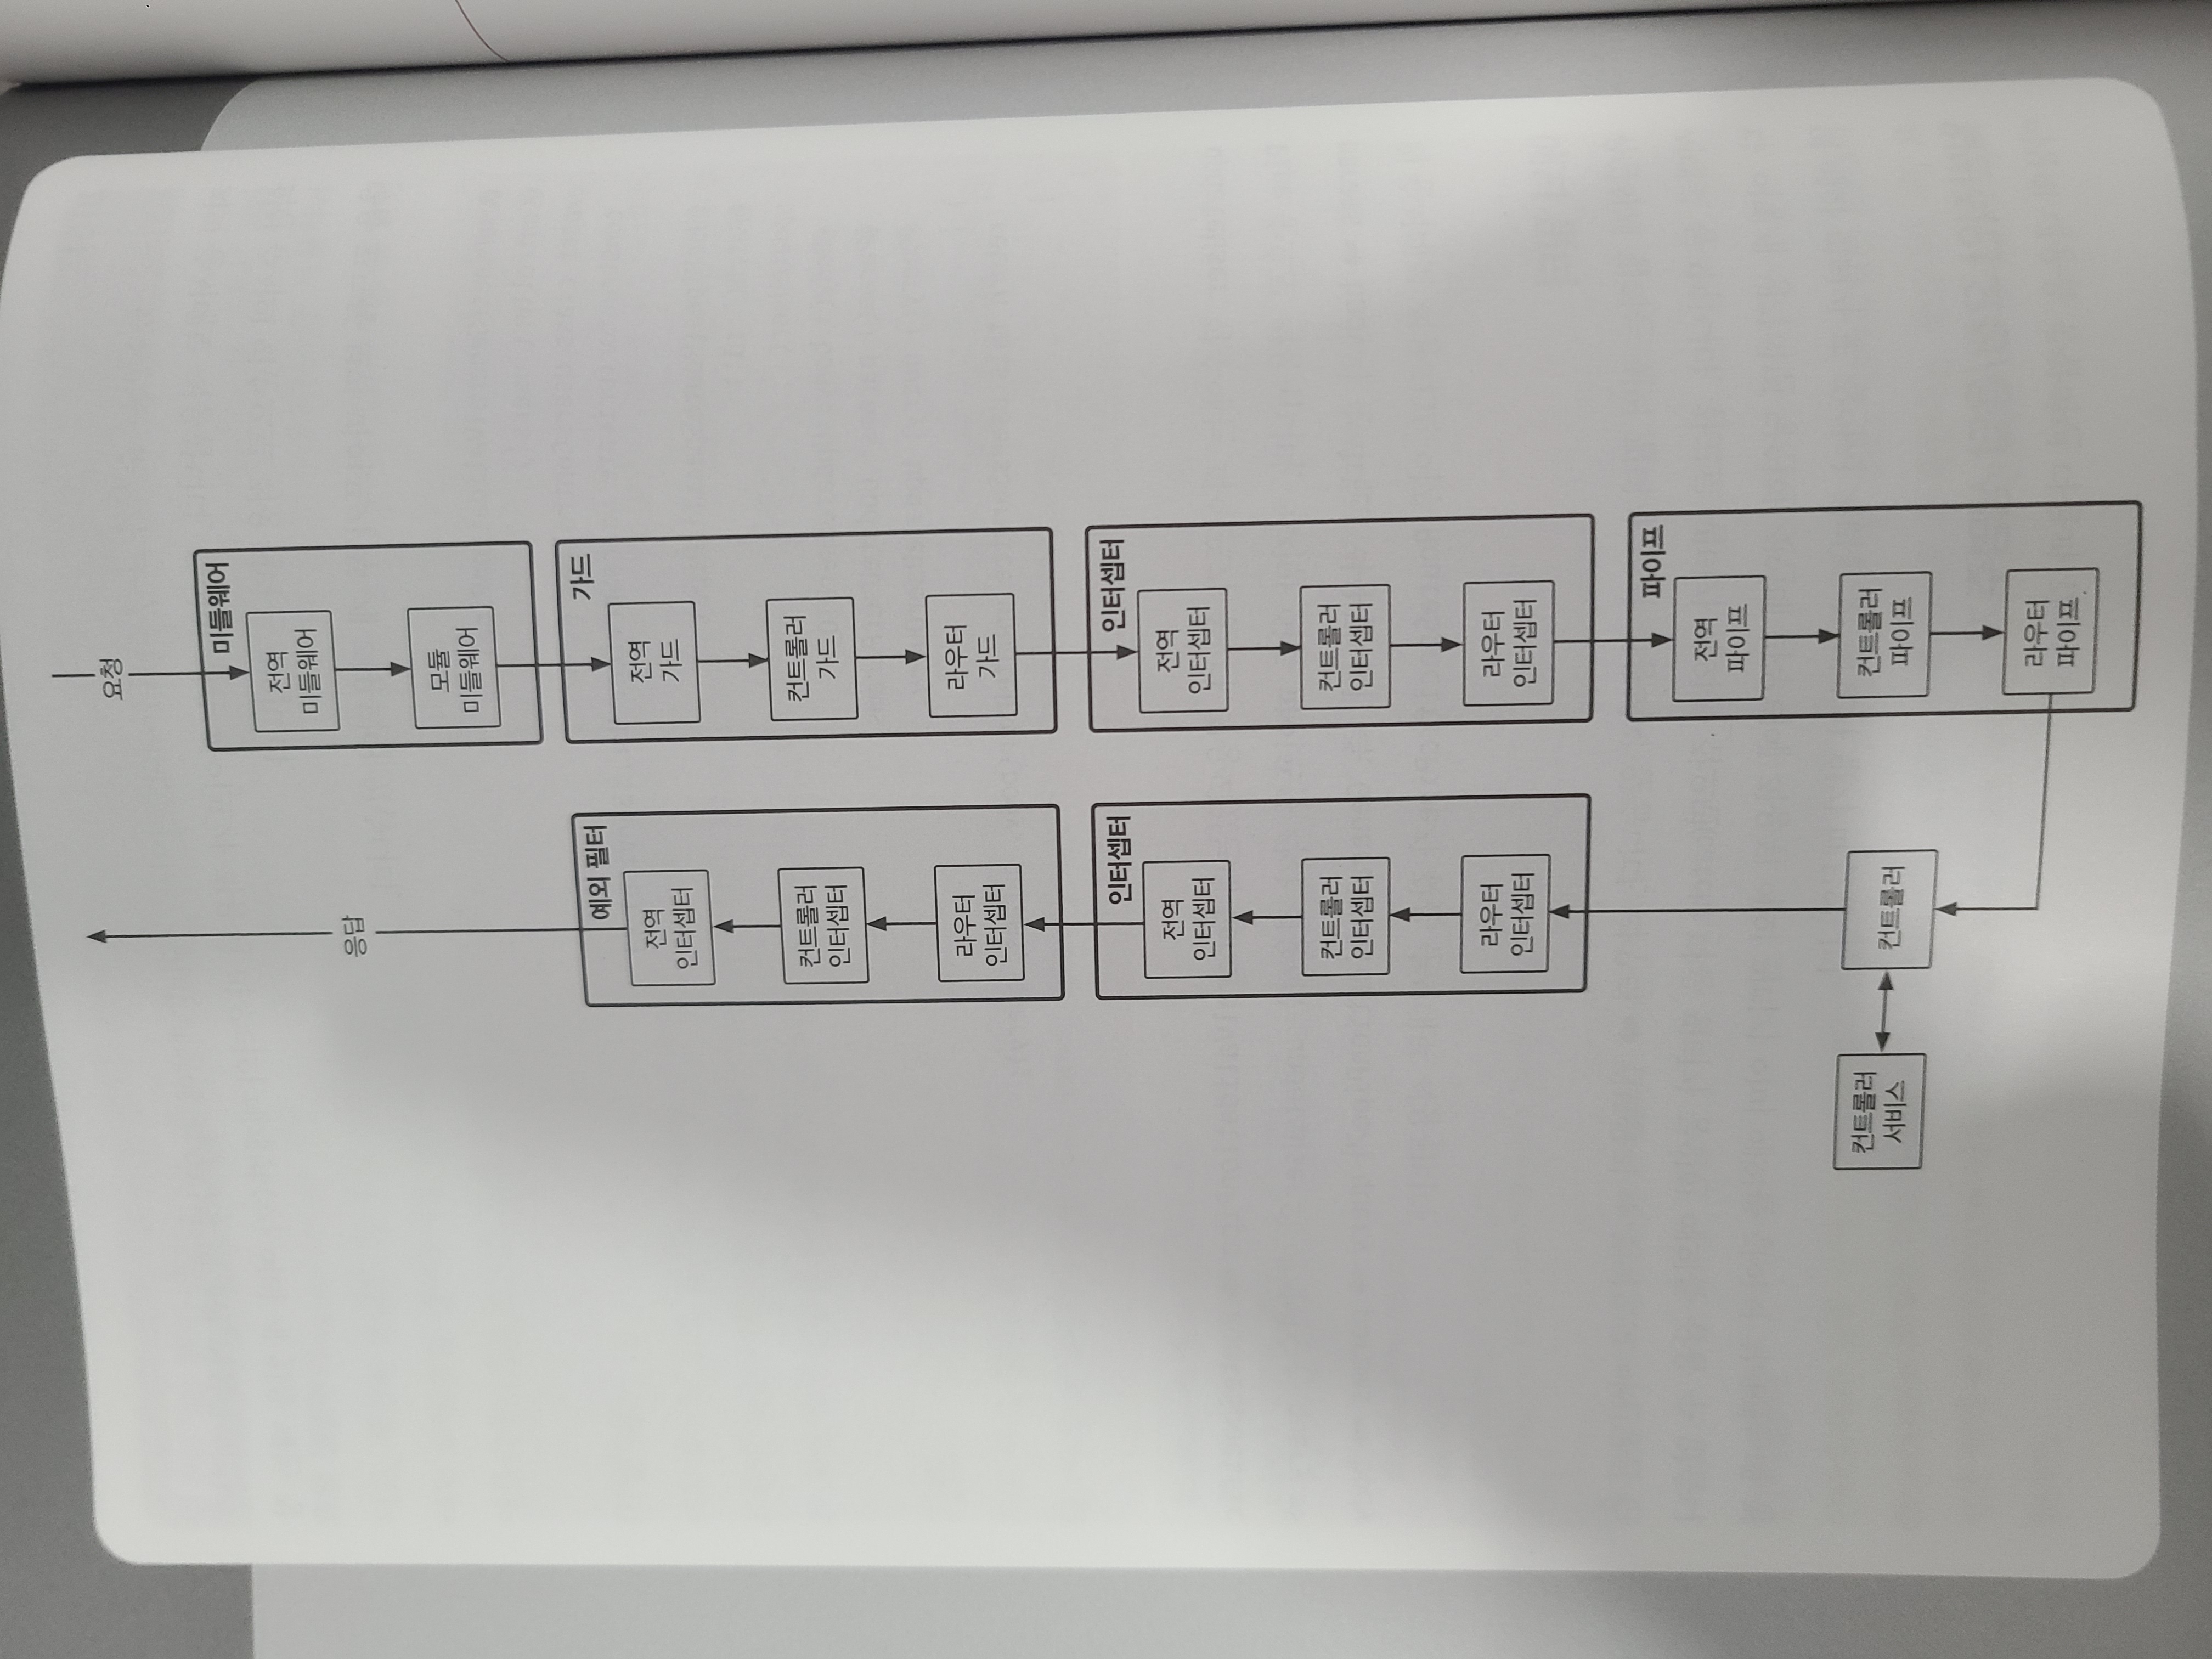 요청
미들웨어
전역
미들웨어
모듈
미들웨어
가드
전역
가드
컨트롤러
가드
라우터
가드
인터셉터
전역
인터셉터
컨트롤러
인터셉터
라우터
인터셉터
파이프
전역
파이프
컨트롤러
파이프
라우터
파이프
컨트롤러
컨트롤러
서비스
인터셉터
라우터
인터셉터
컨트롤러
인터셉터
전역
인터셉터
예외 필터
라우터
인터셉터
컨트롤러
인터셉터
전역
인터셉터
응답